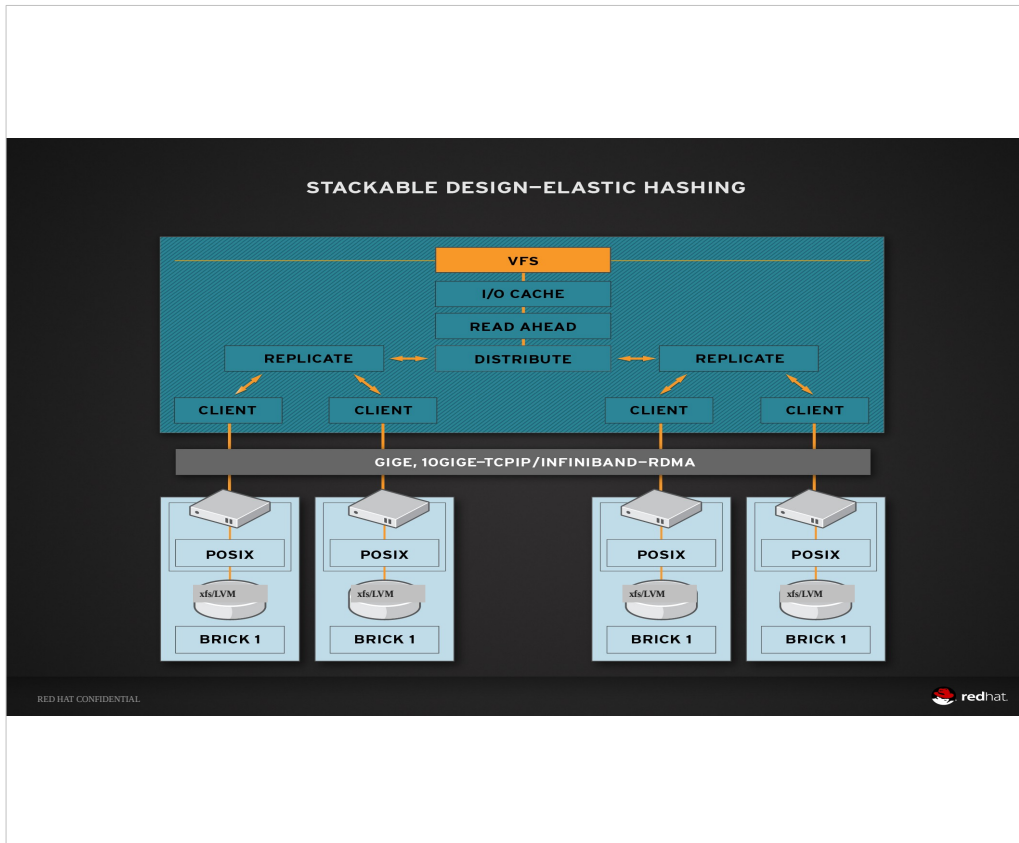 STACKABLE DESIGN–ELASTIC HASHING
VFS
I/O CACHE
READ AHEAD
REPLICATE
DISTRIBUTE
REPLICATE
CLIENT
CLIENT
CLIENT
CLIENT
GIGE, 10GIGE–TCPIP/INFINIBAND–RDMA
POSIX
POSIX
POSIX
POSIX
xfs/LVM
xfs/LVM
xfs/LVM
xfs/LVM
BRICK 1
BRICK 1
BRICK 1
BRICK 1
RED HAT CONFIDENTIAL
redhat.